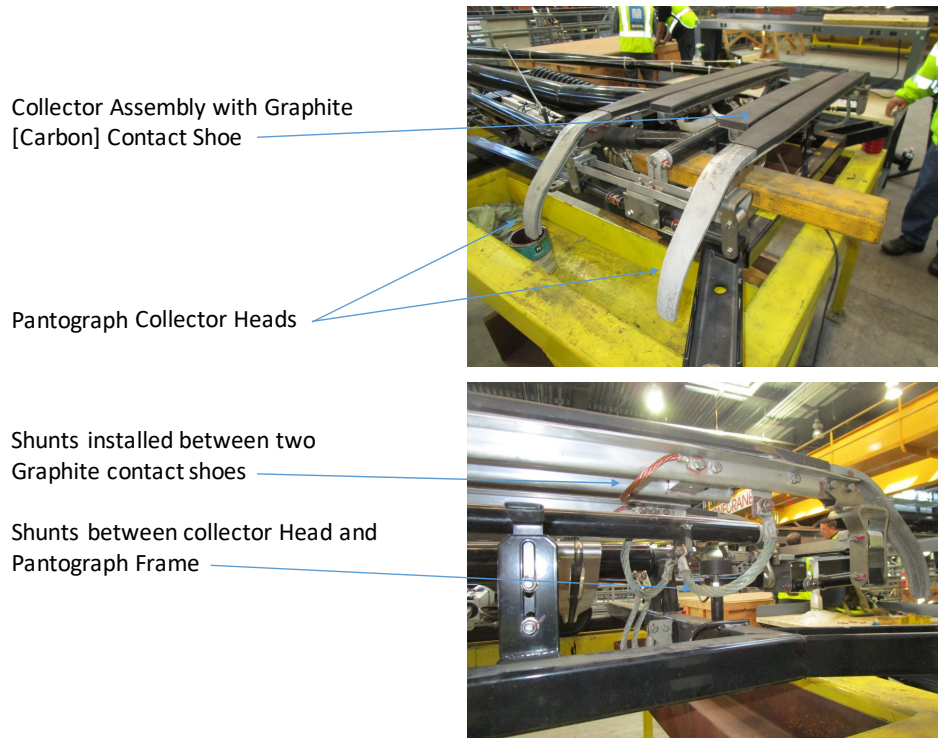 Collector Assembly with Graphite
[Carbon] Contact Shoe
Pantograph Collector Heads
Shunts installed between two
Graphite contact shoes
Shunts between collector Head and
Pantograph Frame